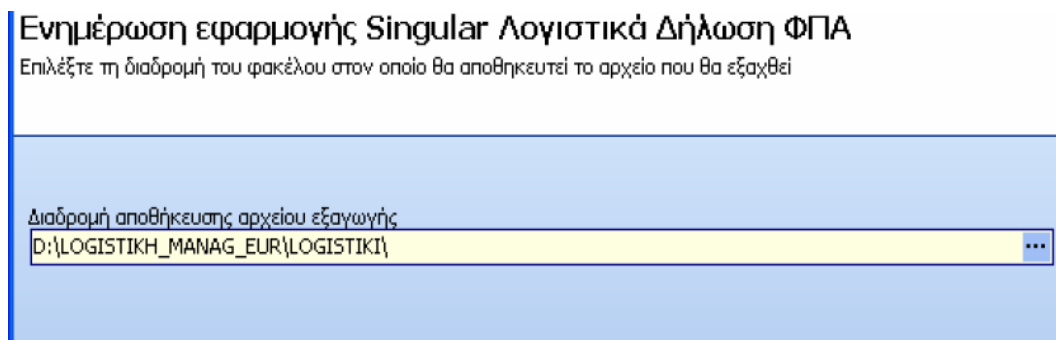 Ενημέρωση εφαρμογής Singular Λογιστικά Δήλωση ΦΠΑ
Επιλέξτε τη διαδρομή του φακέλου στον οποίο θα αποθηκευτεί το αρχείο που θα εξαχθεί
Διαδρομή αποθήκευσης αρχείου εξαγωγής
D:\LOGISTIKH_MANAG_EUR\LOGISTIKI\ ...